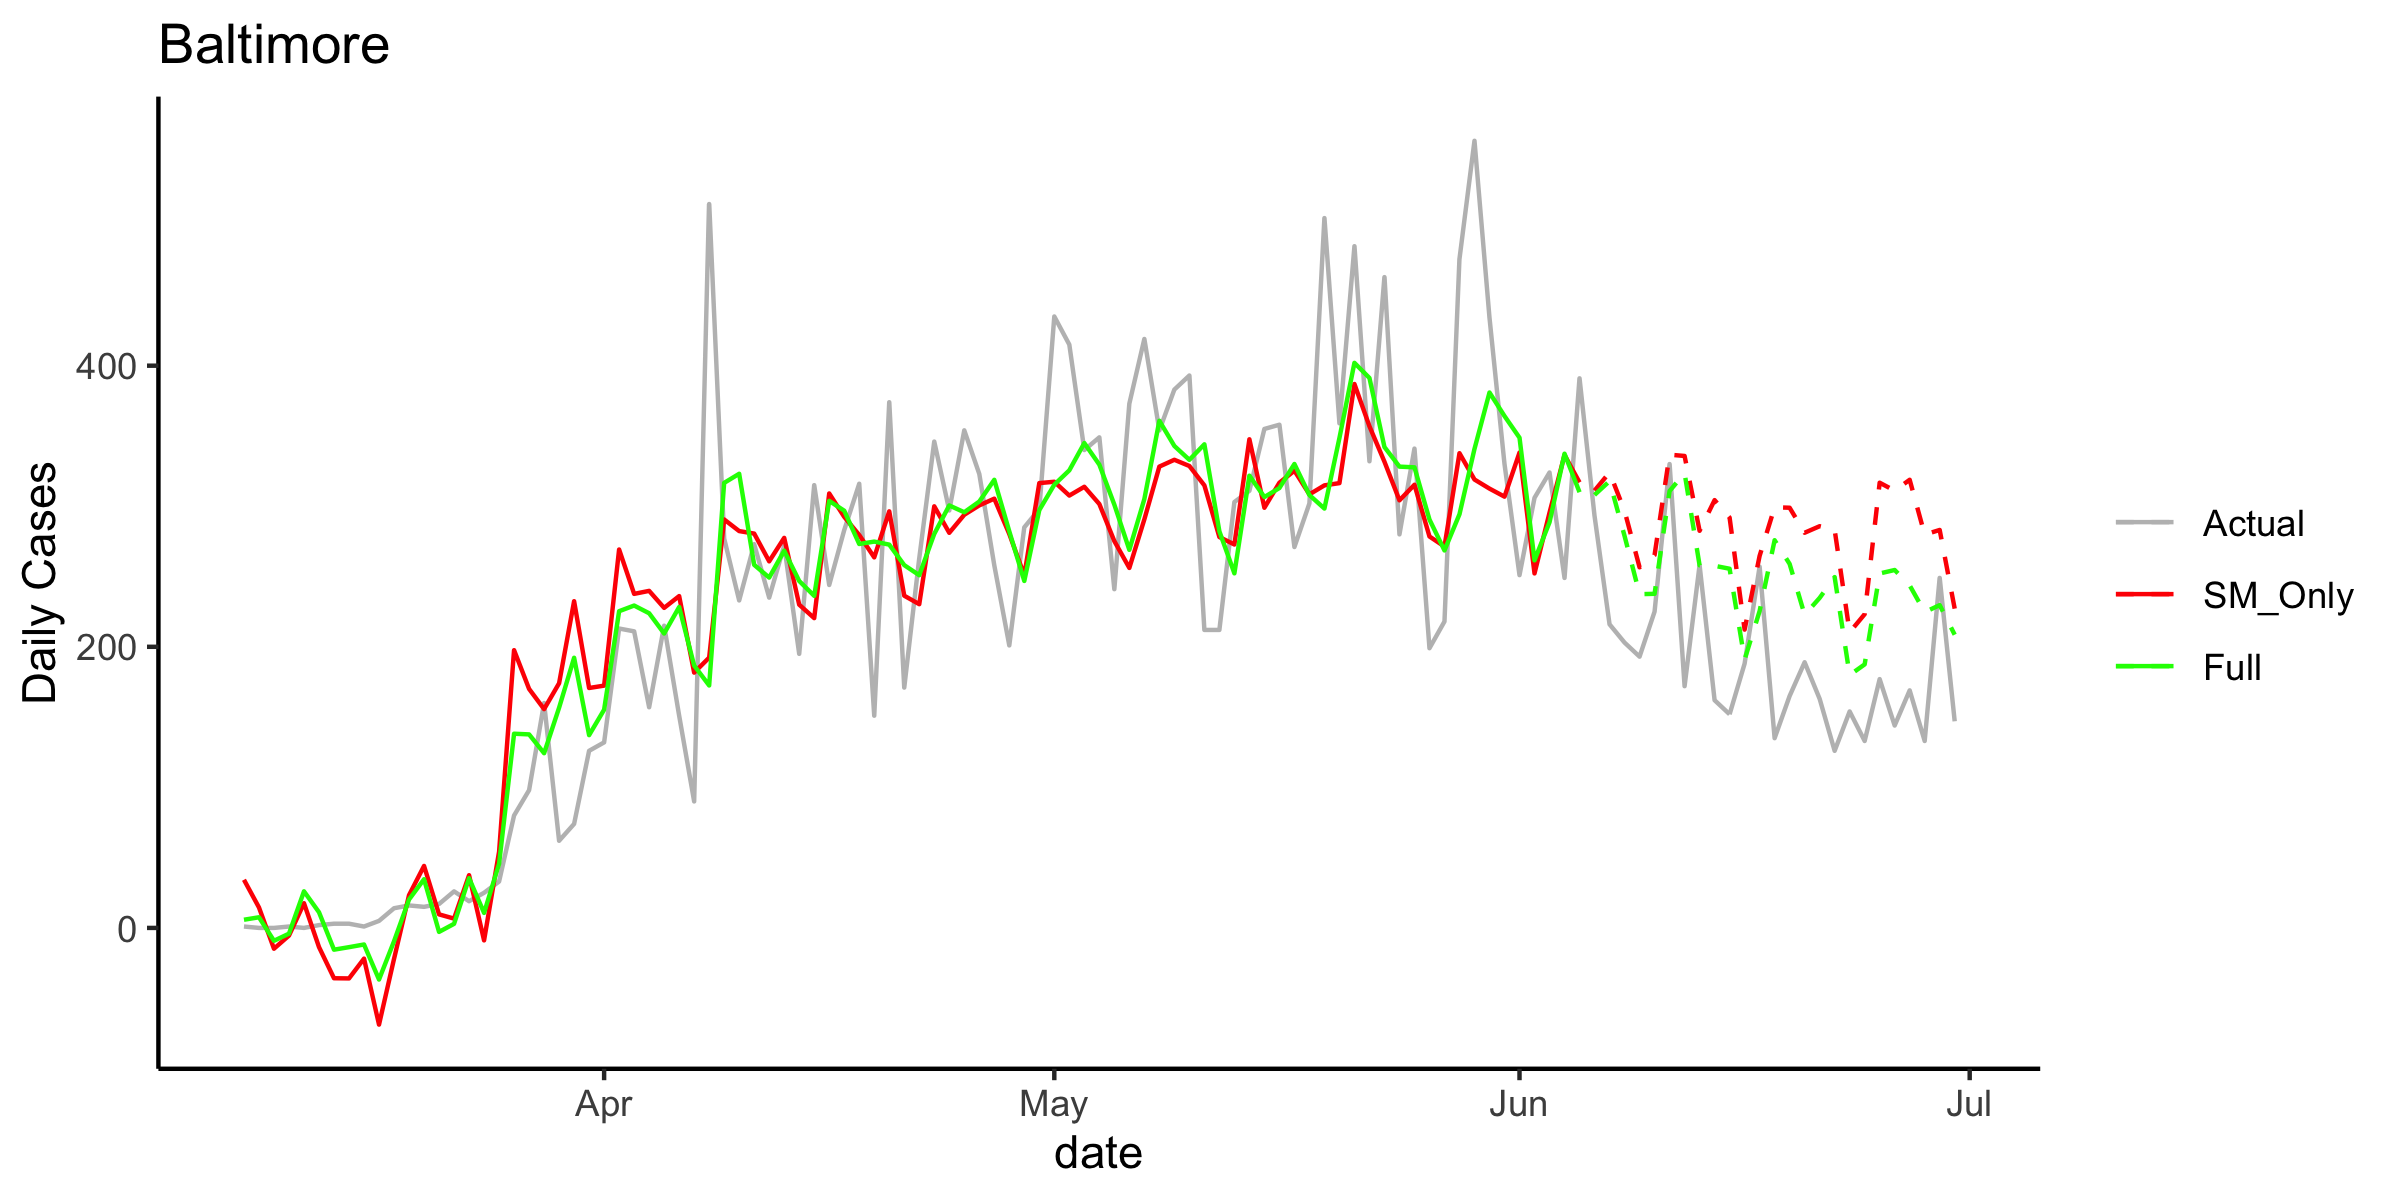 Baltimore
Daily Cases
400
200
0
Apr
May
Jun
Jul
date
Actual
SM_Only
Full